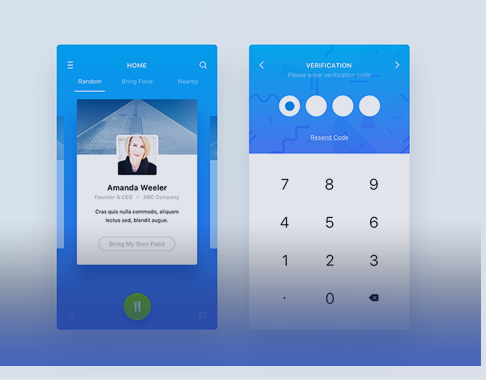 HOME
Random
Bring Food
Nearby
Amanda Weeler
Founder & CEO • ABC Company
Cras quis nulla commodo, aliquam
lectus sed, blandit augue.
Bring My Own Food
VERIFICATION
Please enter verification code
Resend Code
7 8 9
4 5 6
1 2 3
. 0